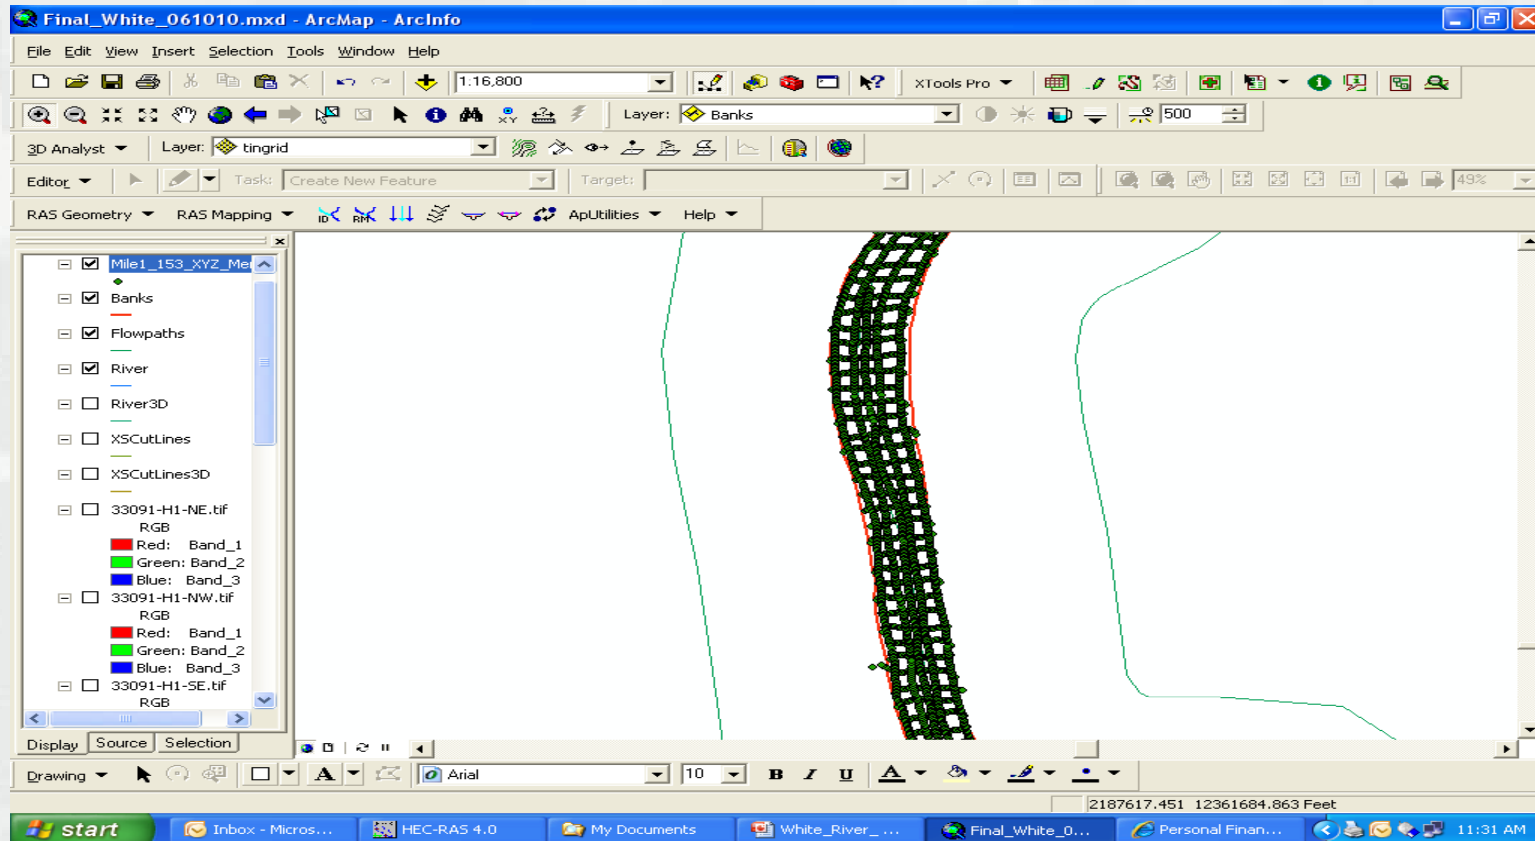 Final_White_061010.mxd - ArcMap - ArcInfo
File Edit View Insert Selection Tools Window Help
1:16,800 XTools Pro
Layer: Banks 500
3D Analyst Layer: tingrid
Editor Task: Create New Feature Target: 49%
RAS Geometry RAS Mapping ID RM ApUtilities Help
Mile1_153_XYZ_Mer
Banks
Flowpaths
River
River3D
XSCutLines
XSCutLines3D
33091-H1-NE.tif
RGB
Red: Band_1
Green: Band_2
Blue: Band_3
33091-H1-NW.tif
RGB
Red: Band_1
Green: Band_2
Blue: Band_3
33091-H1-SE.tif
RGB
Display Source Selection
Drawing A Arial 10 B I U A
2187617.451 12361684.863 Feet
start Inbox - Micros... HEC-RAS 4.0 My Documents White_River_ ... Final_White_0... Personal Finan... 11:31 AM